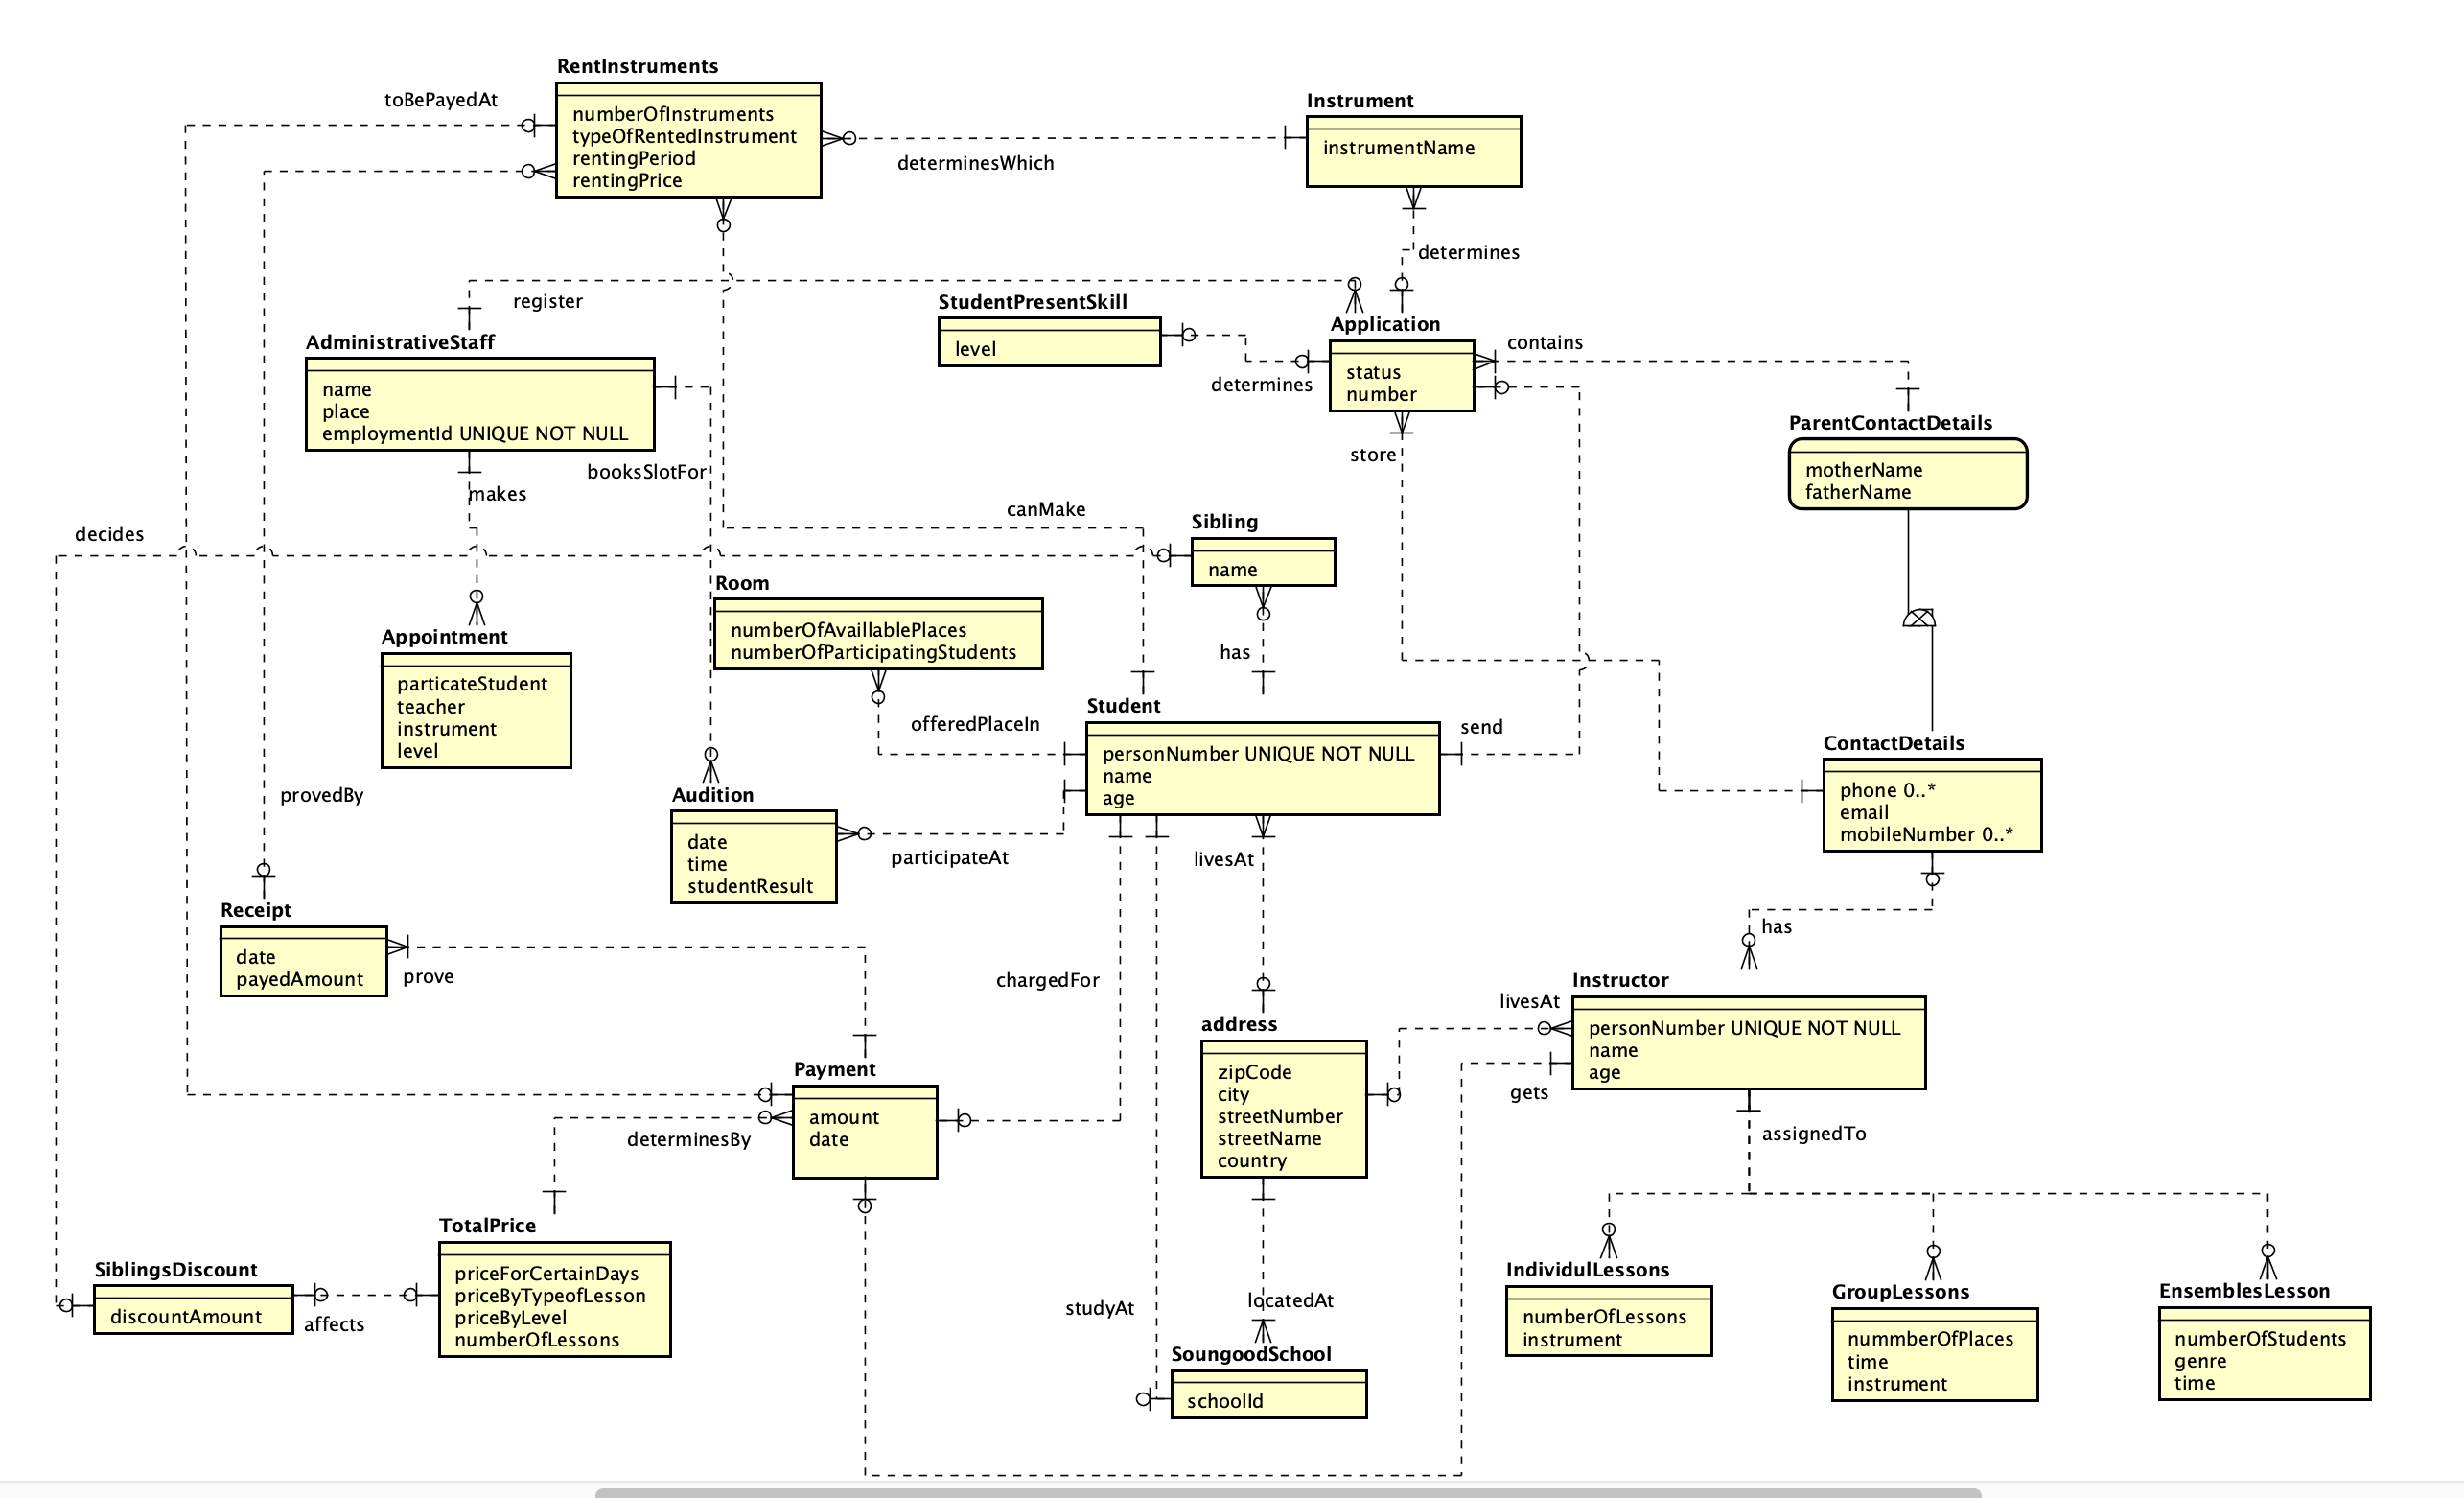 RentInstruments
toBePayedAt
numberOfInstruments
typeOfRentedInstrument
rentingPeriod
rentingPrice
determinesWhich
Instrument
instrumentName
determines
register
StudentPresentSkill
level
determines
Application
status
number
contains
AdministrativeStaff
name
place
employmentId UNIQUE NOT NULL
booksSlotFor
makes
store
ParentContactDetails
motherName
fatherName
decides
canMake
Sibling
name
has
Room
numberOfAvaillablePlaces
numberOfParticipatingStudents
offeredPlaceIn
Appointment
particateStudent
teacher
instrument
level
Student
personNumber UNIQUE NOT NULL
name
age
send
ContactDetails
phone 0..*
email
mobileNumber 0..*
provedBy
Audition
date
time
studentResult
participateAt
livesAt
has
Receipt
date
payedAmount
prove
chargedFor
address
zipCode
city
streetNumber
streetName
country
livesAt
Instructor
personNumber UNIQUE NOT NULL
name
age
gets
assignedTo
Payment
amount
date
determinesBy
TotalPrice
priceForCertainDays
priceByTypeofLesson
priceByLevel
numberOfLessons
SiblingsDiscount
discountAmount
affects
studyAt
locatedAt
SoungoodSchool
schoolId
IndividulLessons
numberOfLessons
instrument
GroupLessons
nummberOfPlaces
time
instrument
EnsemblesLesson
numberOfStudents
genre
time